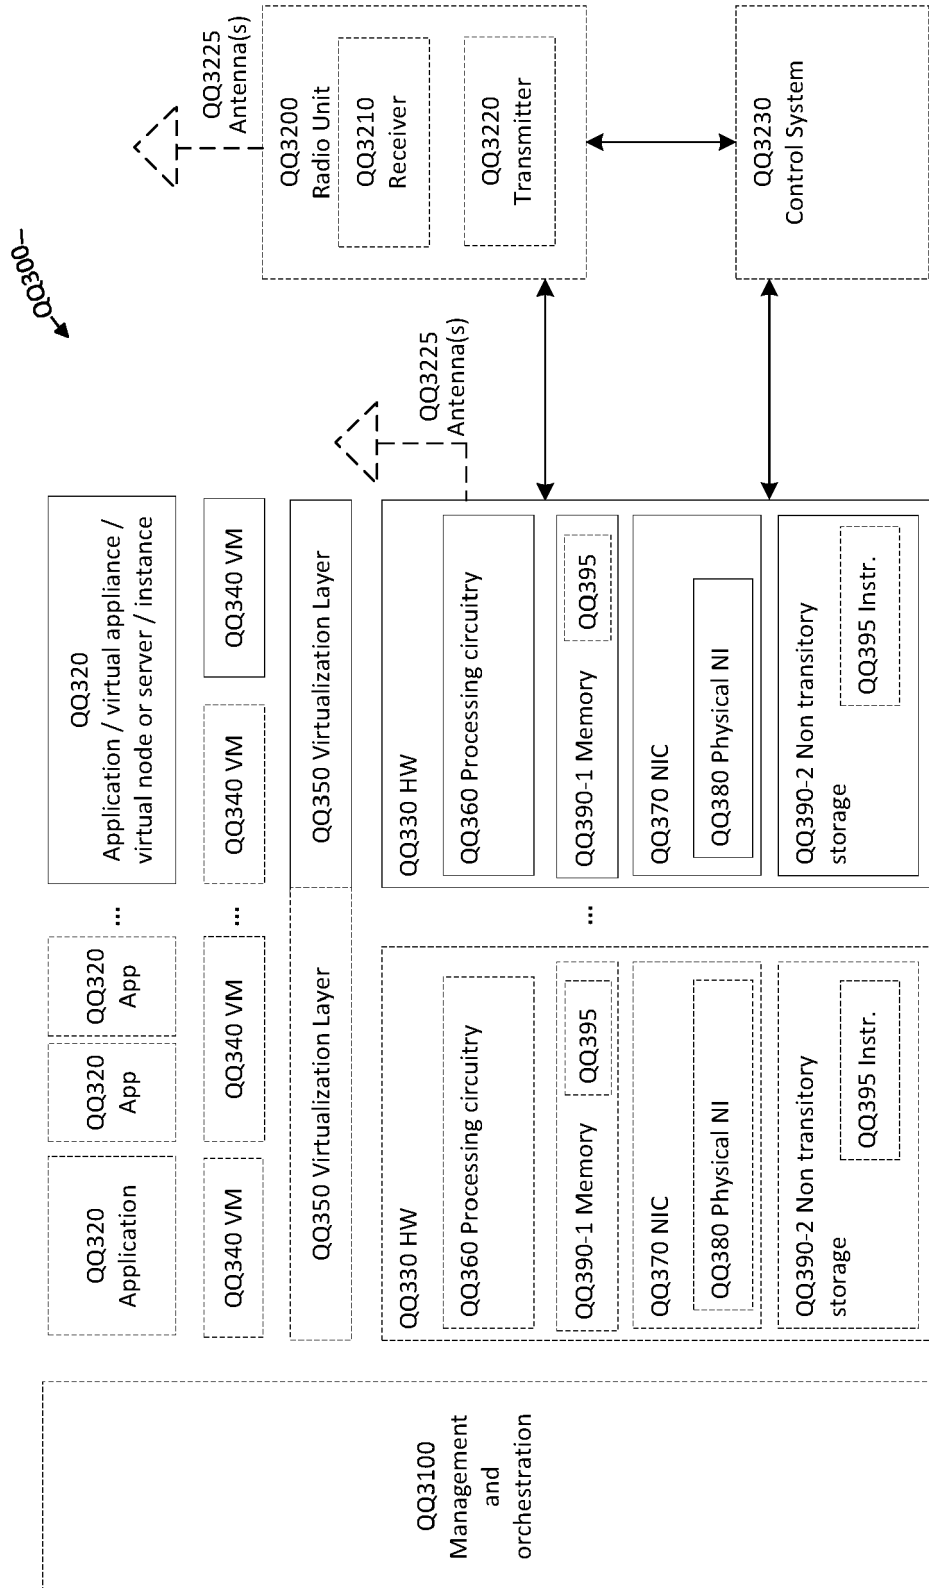 QQ300
QQ3100
Management
and
orchestration
QQ320
Application
QQ320
App
QQ320
App
...
QQ320
Application / virtual appliance /
virtual node or server / instance
QQ340 VM
QQ340 VM
...
QQ340 VM
QQ340 VM
QQ350 Virtualization Layer
QQ350 Virtualization Layer
QQ330 HW
QQ360 Processing circuitry
QQ390-1 Memory
QQ395
QQ370 NIC
QQ380 Physical NI
QQ390-2 Non transitory
storage
QQ395 Instr.
...
QQ330 HW
QQ360 Processing circuitry
QQ390-1 Memory
QQ395
QQ370 NIC
QQ380 Physical NI
QQ390-2 Non transitory
storage
QQ395 Instr.
QQ3225
Antenna(s)
QQ3225
Antenna(s)
QQ3200
Radio Unit
QQ3210
Receiver
QQ3220
Transmitter
QQ3230
Control System